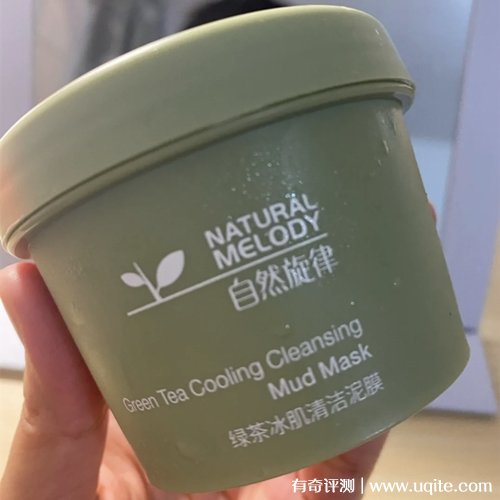 NATURAL
MELODY
自然旋律
Green Tea Cooling Cleansing
Mud Mask
绿茶冰肌清洁泥膜
有奇评测 | www.uqite.com